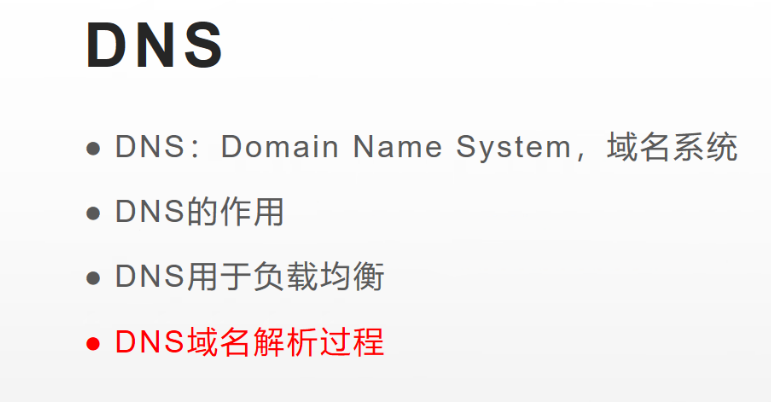 DNS
● DNS：Domain Name System，域名系统
● DNS的作用
● DNS用于负载均衡
● DNS域名解析过程